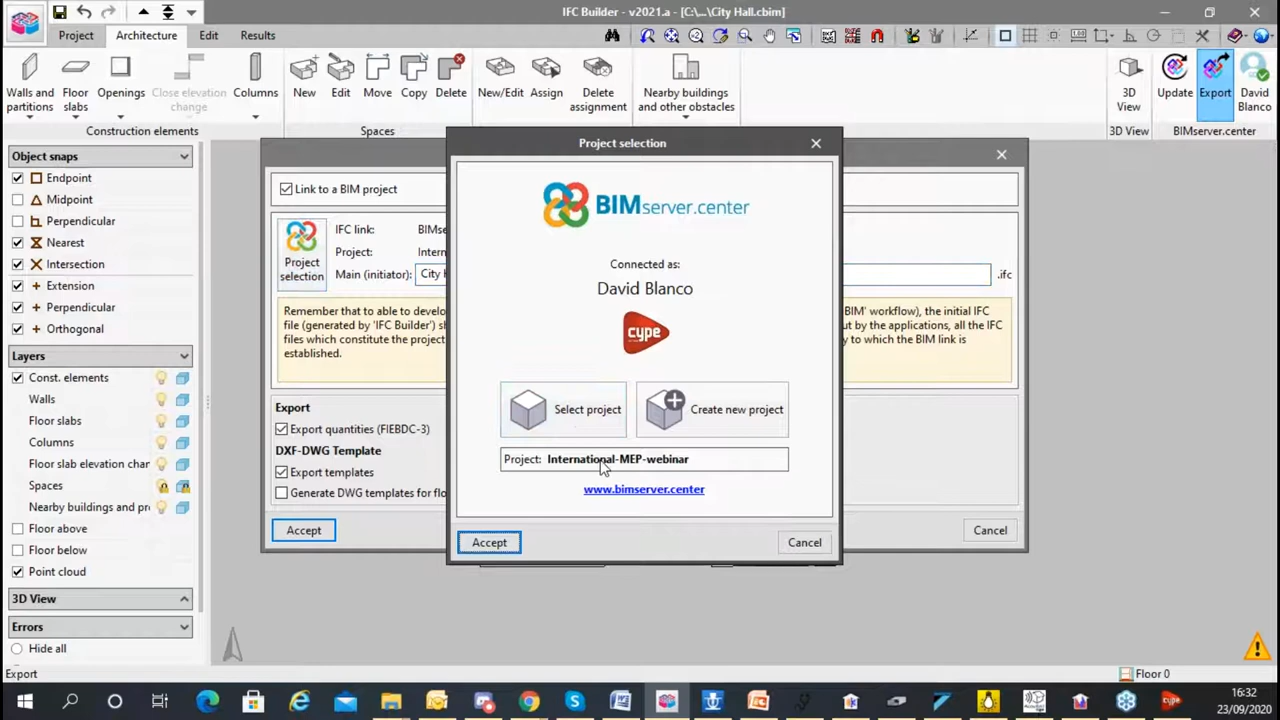 IFC Builder - v2021.a - [C:\...\City Hall.cbim]
Project
Architecture
Edit
Results
Walls and partitions
Floor slabs
Openings
Close elevation change
Columns
New
Edit
Move
Copy
Delete
New/Edit
Assign
Delete assignment
Nearby buildings and other obstacles
3D View
Update
Export
David Blanco
Construction elements
Spaces
3D View
BIMserver.center
Object snaps
Endpoint
Midpoint
Perpendicular
Nearest
Intersection
Extension
Perpendicular
Orthogonal
Layers
Const. elements
Walls
Floor slabs
Columns
Floor slab elevation chan
Spaces
Nearby buildings and pr
Floor above
Floor below
Point cloud
3D View
Errors
Hide all
Export
Link to a BIM project
Project selection
IFC link:
BIMse
Project:
Intern
Main (initiator):
City H
.ifc
Remember that to able to develo
file (generated by 'IFC Builder') sh
files which constitute the project
established.
BIM' workflow), the initial IFC
ut by the applications, all the IFC
y to which the BIM link is
Export
Export quantities (FIEBDC-3)
DXF-DWG Template
Export templates
Generate DWG templates for flo
Accept
Cancel
Project selection
BIMserver.center
Connected as:
David Blanco
cype
Select project
Create new project
Project: International-MEP-webinar
www.bimserver.center
Accept
Cancel
Floor 0
16:32
23/09/2020